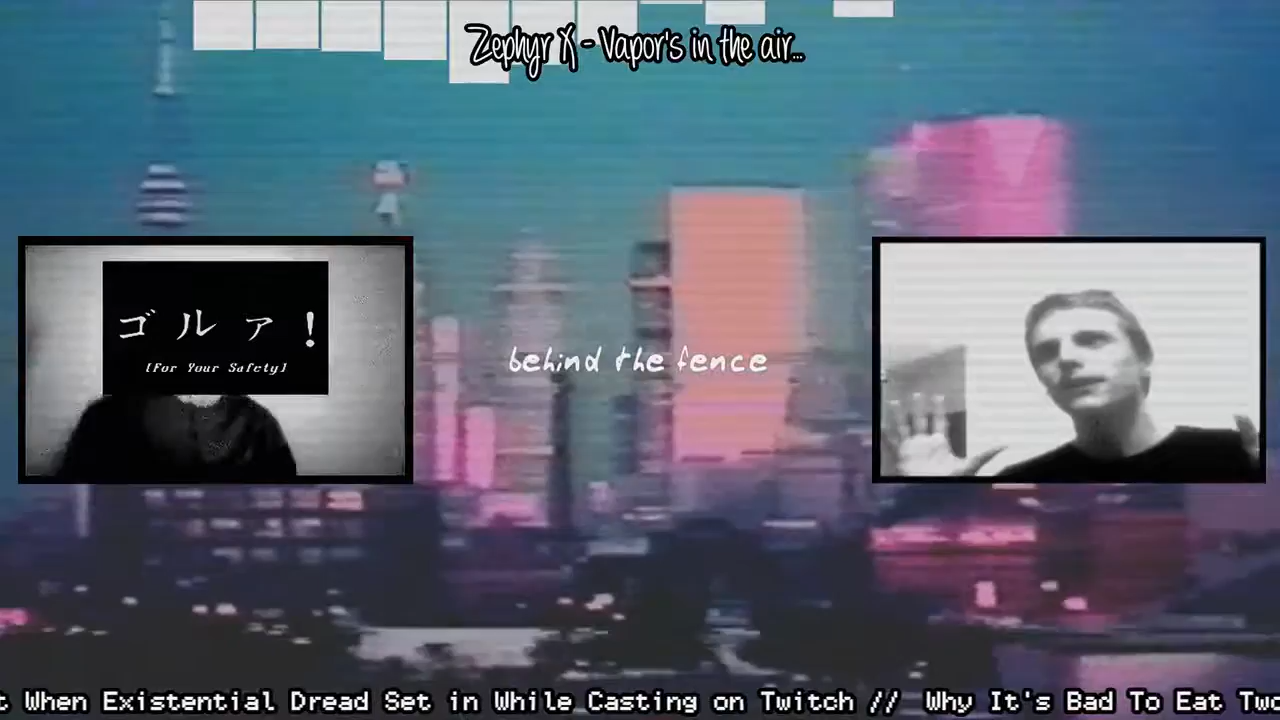 Zephyr X - Vapor's in the air...
ゴルァ!
[For Your Safety]
behind the fence
t When Existential Dread Set in While Casting on Twitch // Why It's Bad To Eat Two